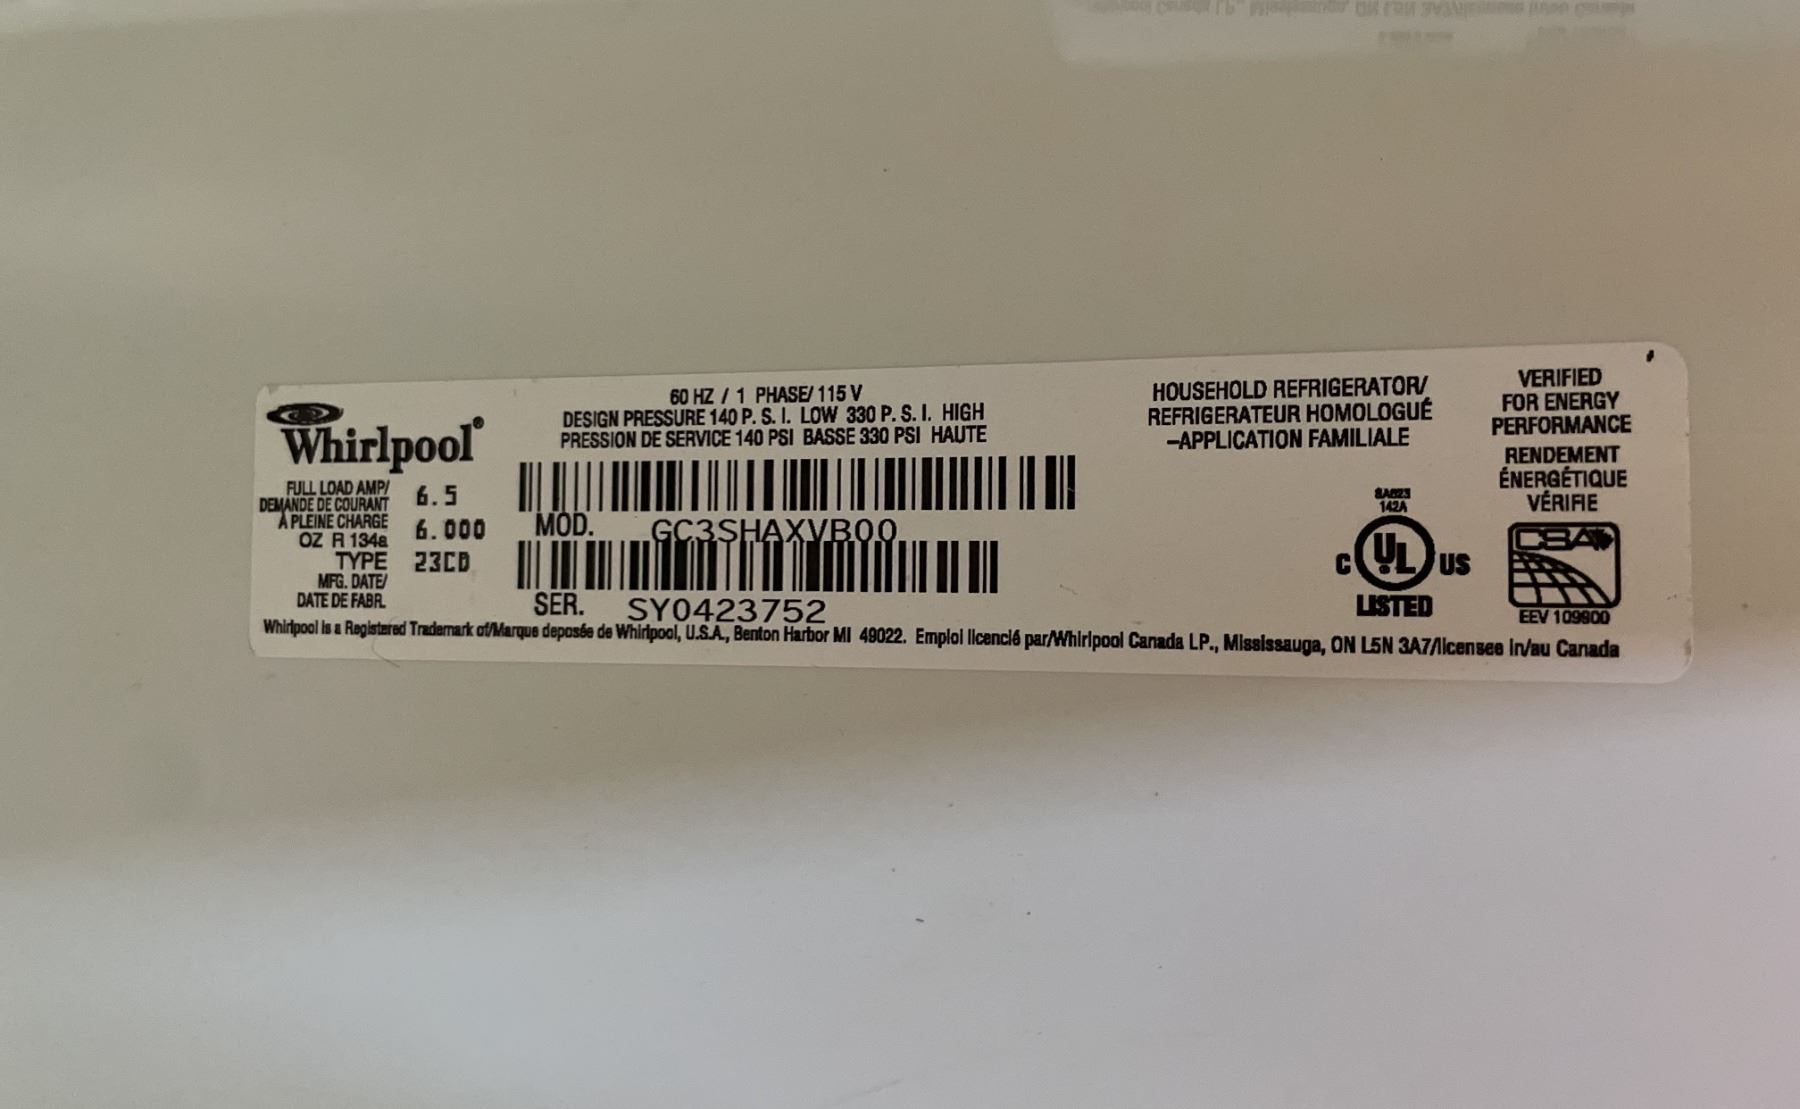 Whirlpool®
FULL LOAD AMP/
DEMANDE DE COURANT
À PLEINE CHARGE
6.5
OZ R 134a
6.000
TYPE
23CD
MFG. DATE/
DATE DE FABR.
60 HZ / 1 PHASE/ 115 V
DESIGN PRESSURE 140 P. S. I. LOW 330 P. S. I. HIGH
PRESSION DE SERVICE 140 PSI BASSE 330 PSI HAUTE
MOD. GC3SHAXVB00
SER. SY0423752
HOUSEHOLD REFRIGERATOR/
REFRIGERATEUR HOMOLOGUÉ
-APPLICATION FAMILIALE
SA623
142A
C UL US
LISTED
VERIFIED
FOR ENERGY
PERFORMANCE
RENDEMENT
ÉNERGÉTIQUE
VÉRIFIE
CSA
EEV 109900
Whirlpool is a Registered Trademark of/Marque deposée de Whirlpool, U.S.A., Benton Harbor MI 49022. Emploi licencié par/Whirlpool Canada LP., Mississauga, ON L5N 3A7/licensee in/au Canada